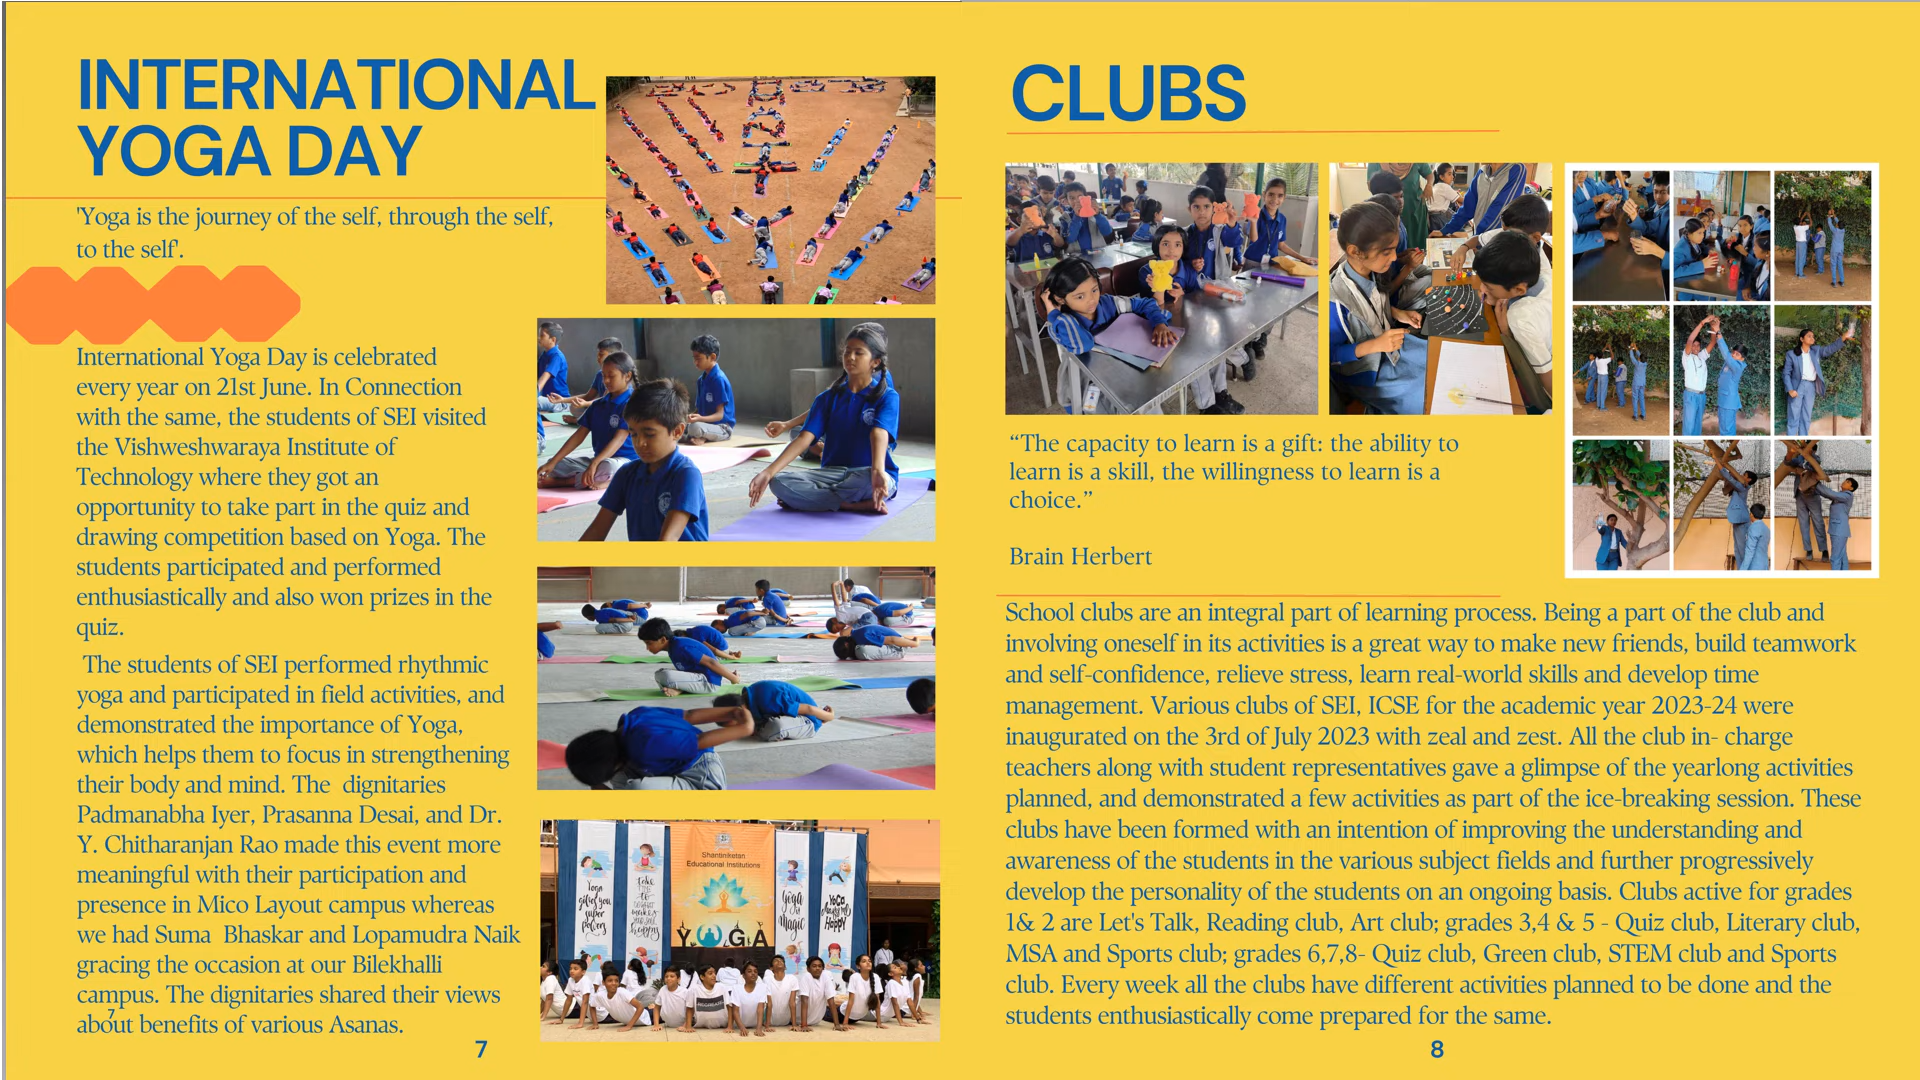 INTERNATIONAL
YOGA DAY
'Yoga is the journey of the self, through the self,
to the self'.
International Yoga Day is celebrated
every year on 21st June. In Connection
with the same, the students of SEI visited
the Vishweshwaraya Institute of
Technology where they got an
opportunity to take part in the quiz and
drawing competition based on Yoga. The
students participated and performed
enthusiastically and also won prizes in the
quiz.
The students of SEI performed rhythmic
yoga and participated in field activities, and
demonstrated the importance of Yoga,
which helps them to focus in strengthening
their body and mind. The  dignitaries
Padmanabha Iyer, Prasanna Desai, and Dr.
Y. Chitharanjan Rao made this event more
meaningful with their participation and
presence in Mico Layout campus whereas
we had Suma  Bhaskar and Lopamudra Naik
gracing the occasion at our Bilekhalli
campus. The dignitaries shared their views
about benefits of various Asanas.
7
7
Shantiniketan
Educational Institutions
YOGA
Yoga
gives you
super
powers
yoga
is
Magic
CLUBS
“The capacity to learn is a gift: the ability to
learn is a skill, the willingness to learn is a
choice.”
Brain Herbert
School clubs are an integral part of learning process. Being a part of the club and
involving oneself in its activities is a great way to make new friends, build teamwork
and self-confidence, relieve stress, learn real-world skills and develop time
management. Various clubs of SEI, ICSE for the academic year 2023-24 were
inaugurated on the 3rd of July 2023 with zeal and zest. All the club in- charge
teachers along with student representatives gave a glimpse of the yearlong activities
planned, and demonstrated a few activities as part of the ice-breaking session. These
clubs have been formed with an intention of improving the understanding and
awareness of the students in the various subject fields and further progressively
develop the personality of the students on an ongoing basis. Clubs active for grades
1& 2 are Let's Talk, Reading club, Art club; grades 3,4 & 5 - Quiz club, Literary club,
MSA and Sports club; grades 6,7,8- Quiz club, Green club, STEM club and Sports
club. Every week all the clubs have different activities planned to be done and the
students enthusiastically come prepared for the same.
8